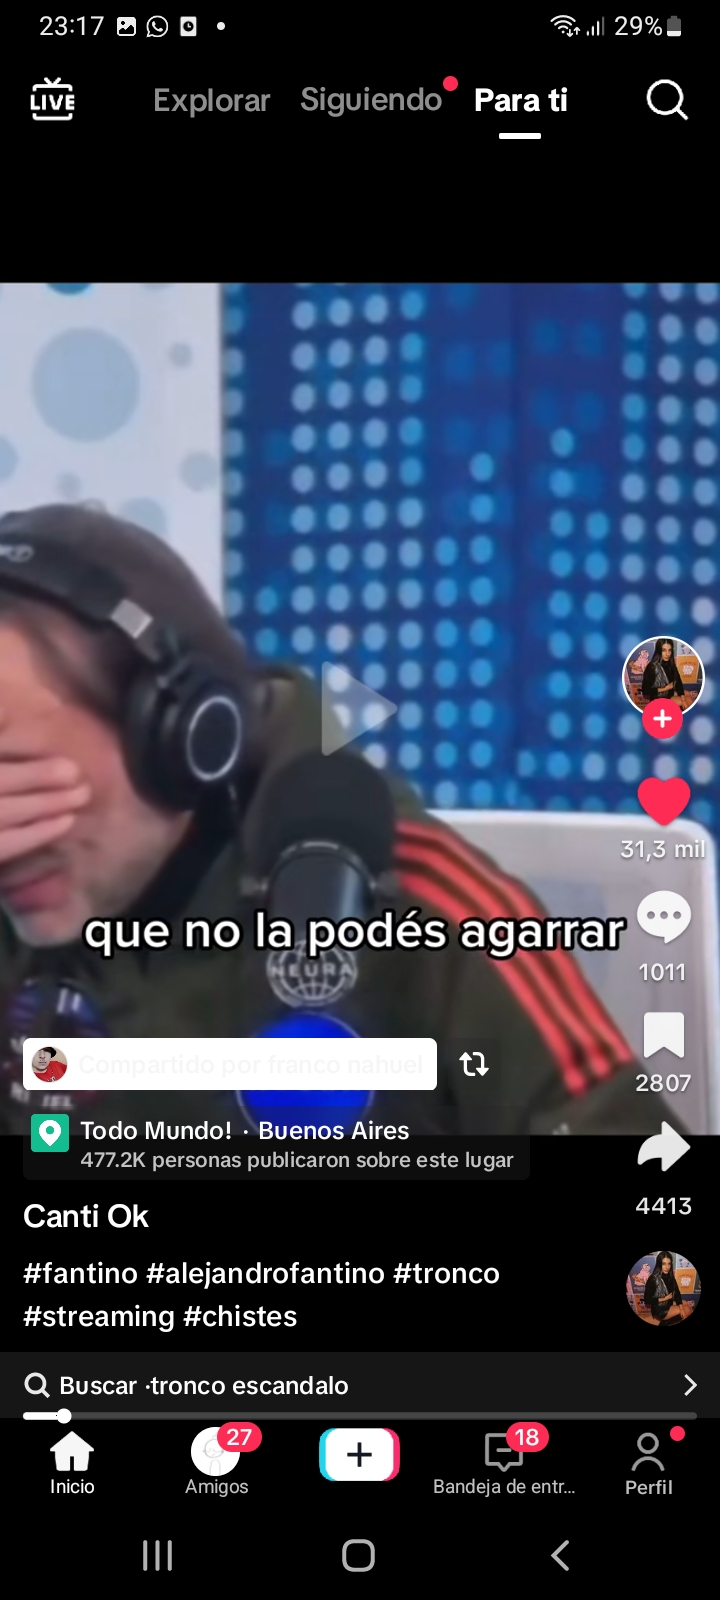 23:17
29%
LIVE
Explorar
Siguiendo
Para ti
31,3 mil
que no la podés agarrar
1011
NEURA
Compartido por franco nahuel
2807
Todo Mundo! · Buenos Aires
477.2K personas publicaron sobre este lugar
4413
Canti Ok
#fantino #alejandrofantino #tronco
#streaming #chistes
Buscar ·tronco escandalo
27
18
Inicio
Amigos
Bandeja de entr...
Perfil